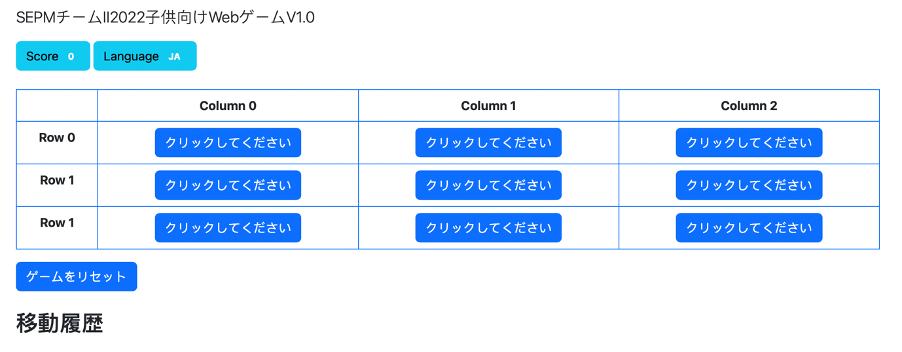 SEPMチームII2022子供向けWebゲームV1.0
Score 0 Language JA
Column 0 Column 1 Column 2
Row 0 クリックしてください クリックしてください クリックしてください
Row 1 クリックしてください クリックしてください クリックしてください
Row 1 クリックしてください クリックしてください クリックしてください
ゲームをリセット
移動履歴